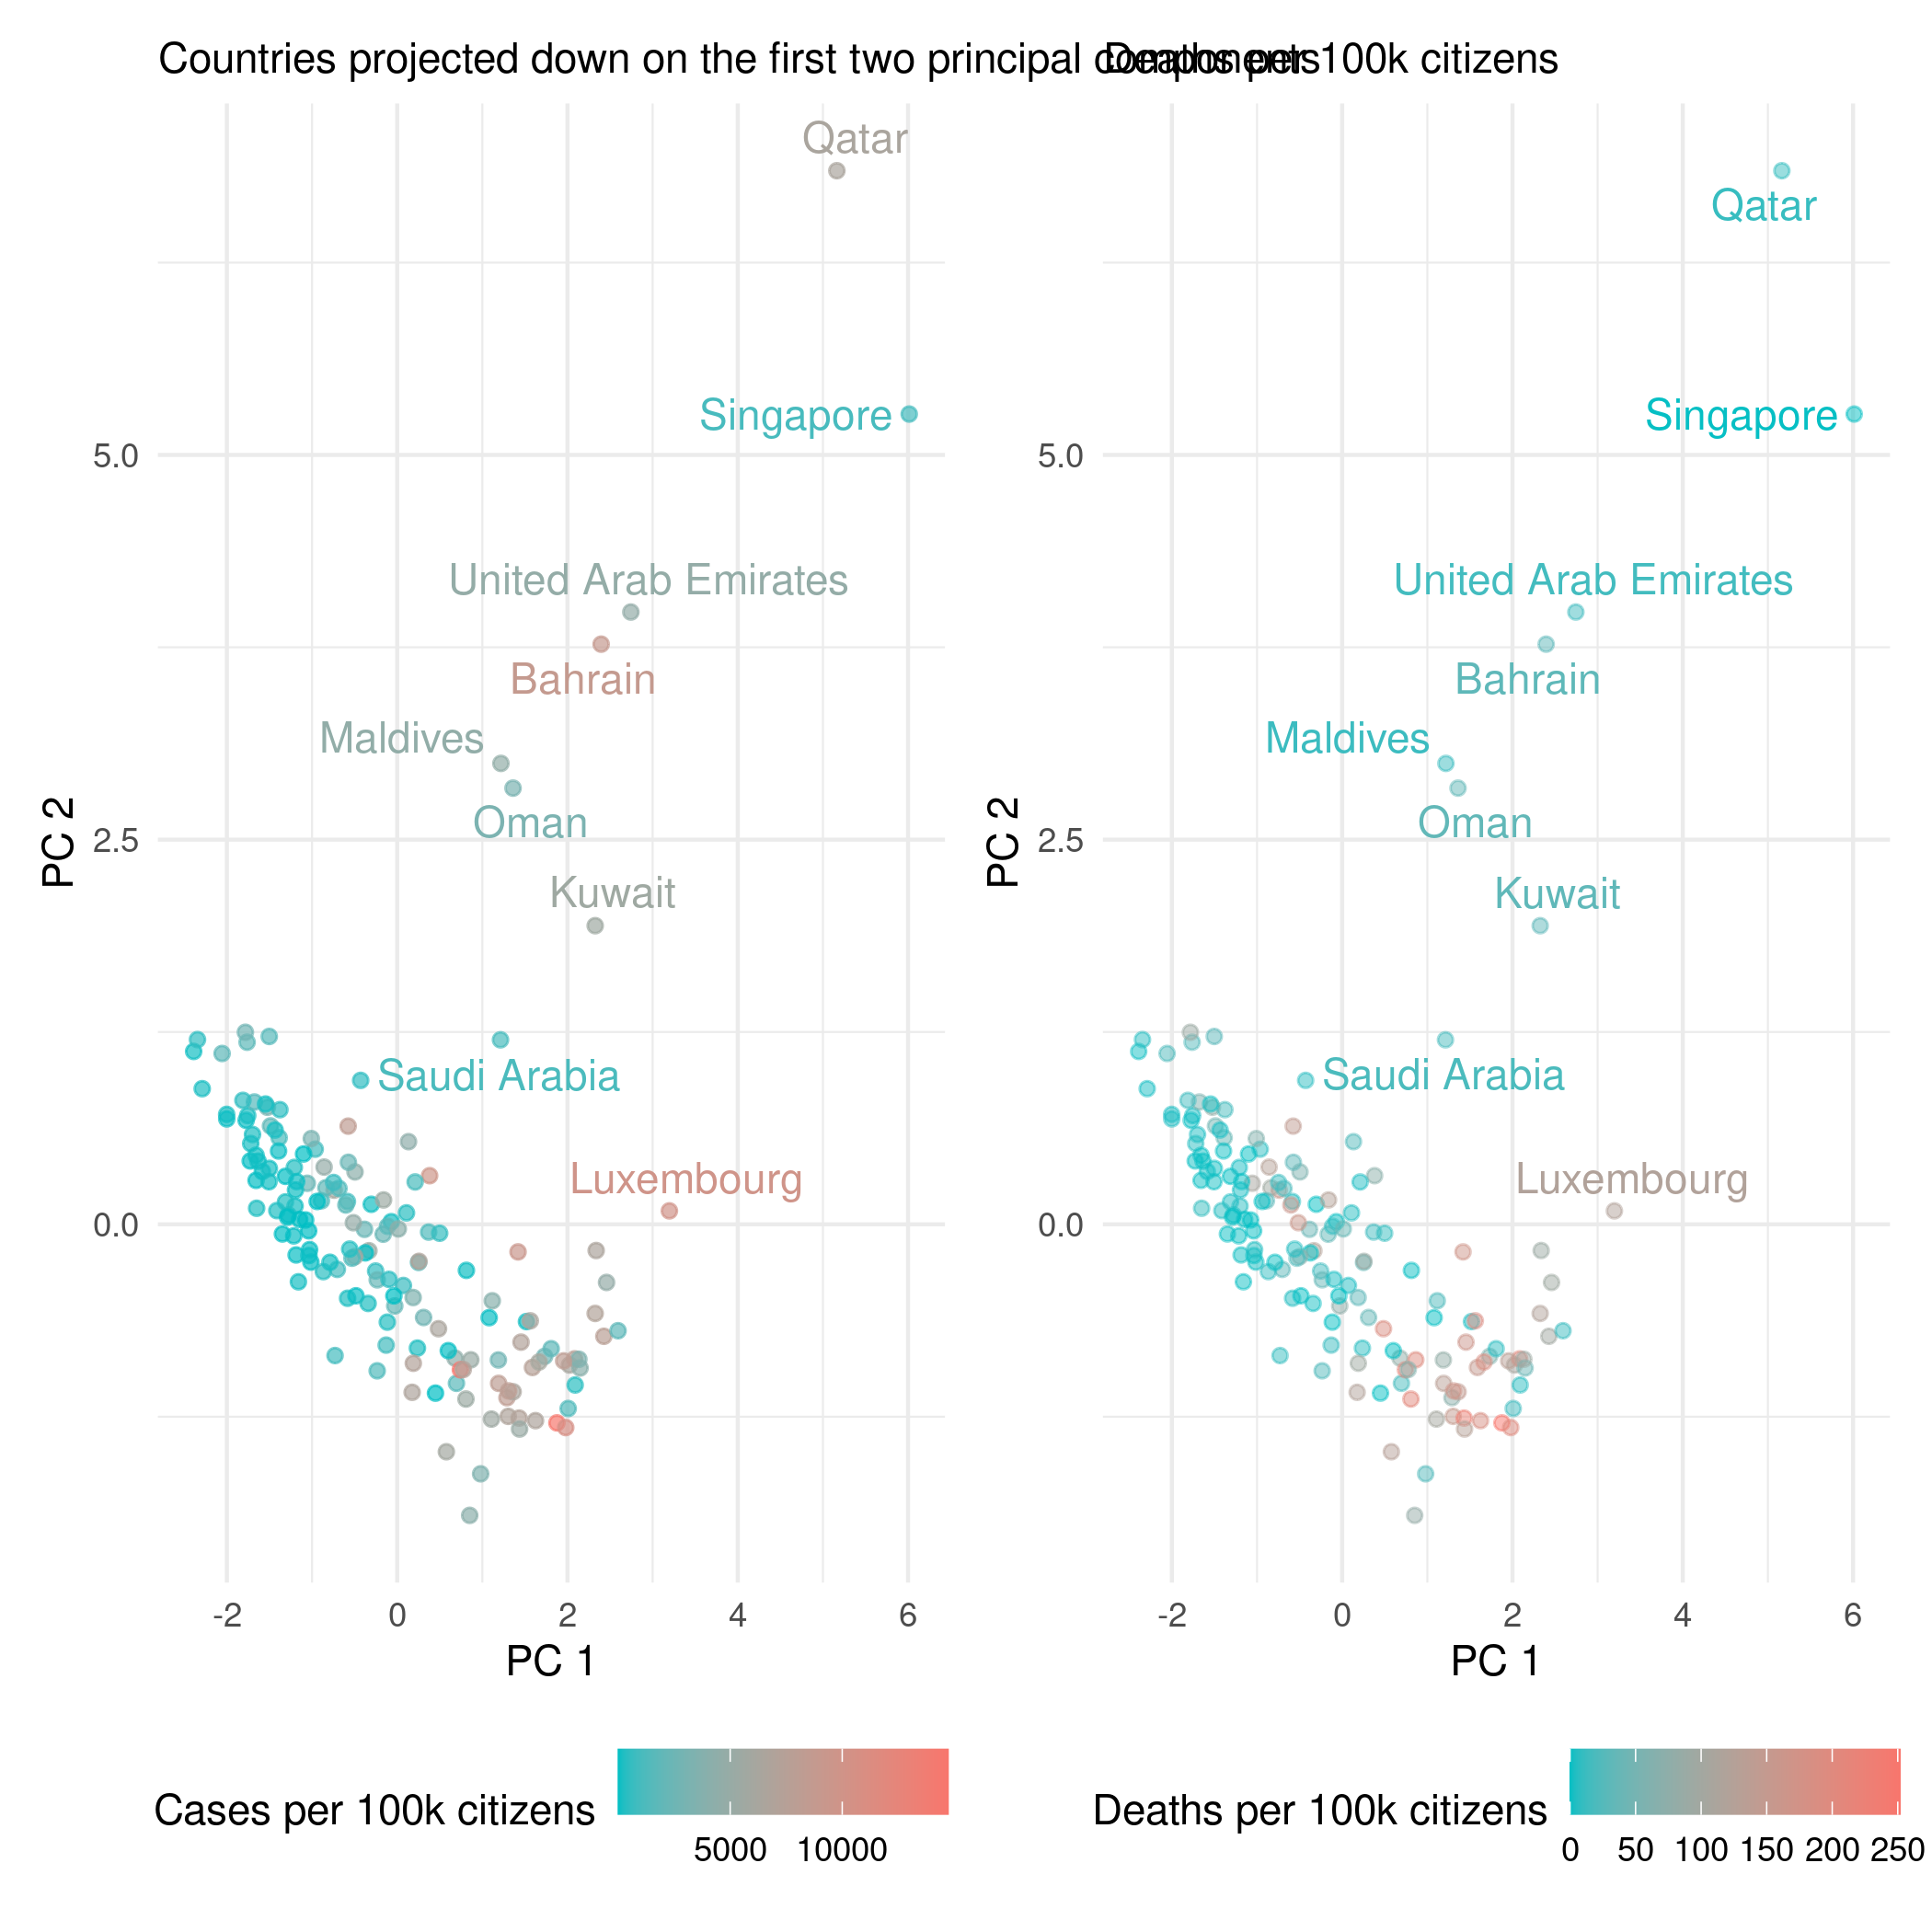 Countries projected down on the first two principal components
Deaths per 100k citizens
Qatar
Singapore
United Arab Emirates
Bahrain
Maldives
Oman
Kuwait
Saudi Arabia
Luxembourg
5.0
2.5
0.0
PC 2
-2 0 2 4 6
PC 1
Qatar
Singapore
United Arab Emirates
Bahrain
Maldives
Oman
Kuwait
Saudi Arabia
Luxembourg
5.0
2.5
0.0
PC 2
-2 0 2 4 6
PC 1
Cases per 100k citizens
5000 10000
Deaths per 100k citizens
0 50 100 150 200 250